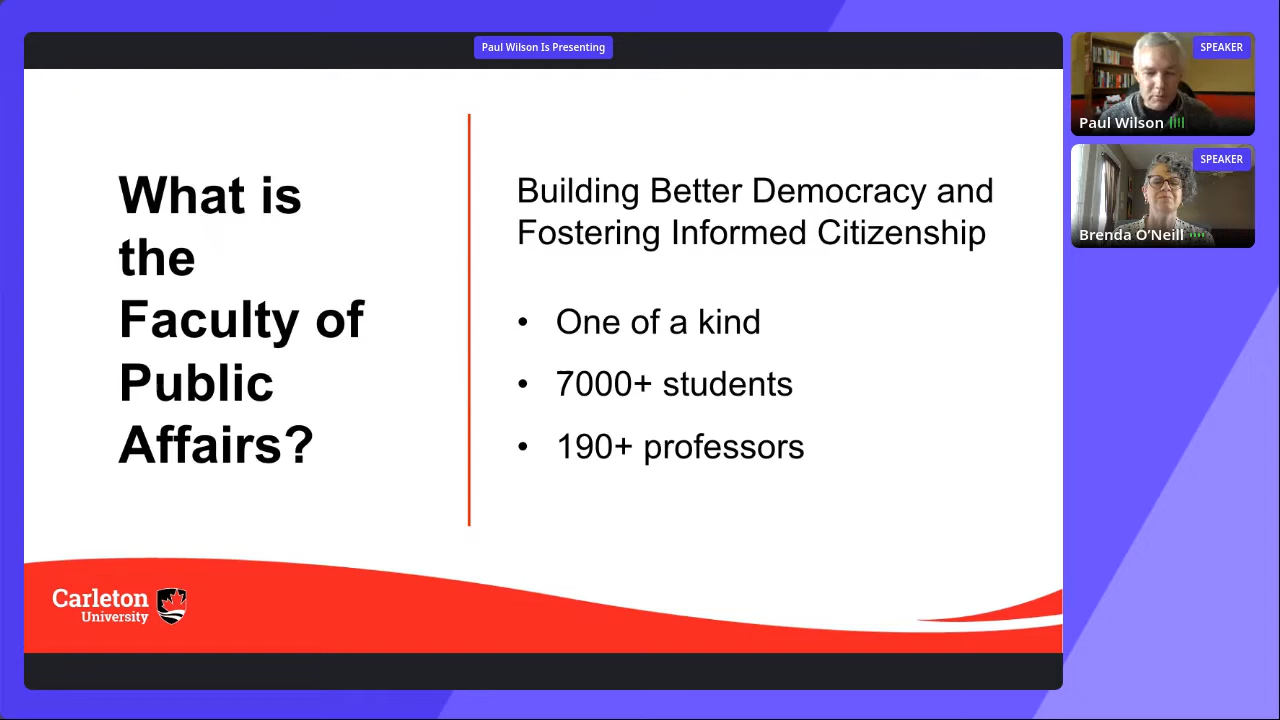 Paul Wilson Is Presenting
What is
the
Faculty of
Public
Affairs?
Building Better Democracy and
Fostering Informed Citizenship
• One of a kind
• 7000+ students
• 190+ professors
Carleton
University
SPEAKER
Paul Wilson
SPEAKER
Brenda O’Neill